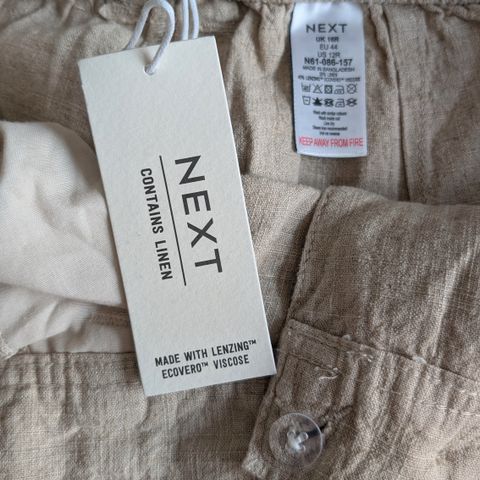 NEXT
CONTAINS LINEN
MADE WITH LENZING™
ECOVERO™ VISCOSE
NEXT
UK 16R
EU 44
US 12R
N61-086-157
MADE IN BANGLADESH
KEEP AWAY FROM FIRE